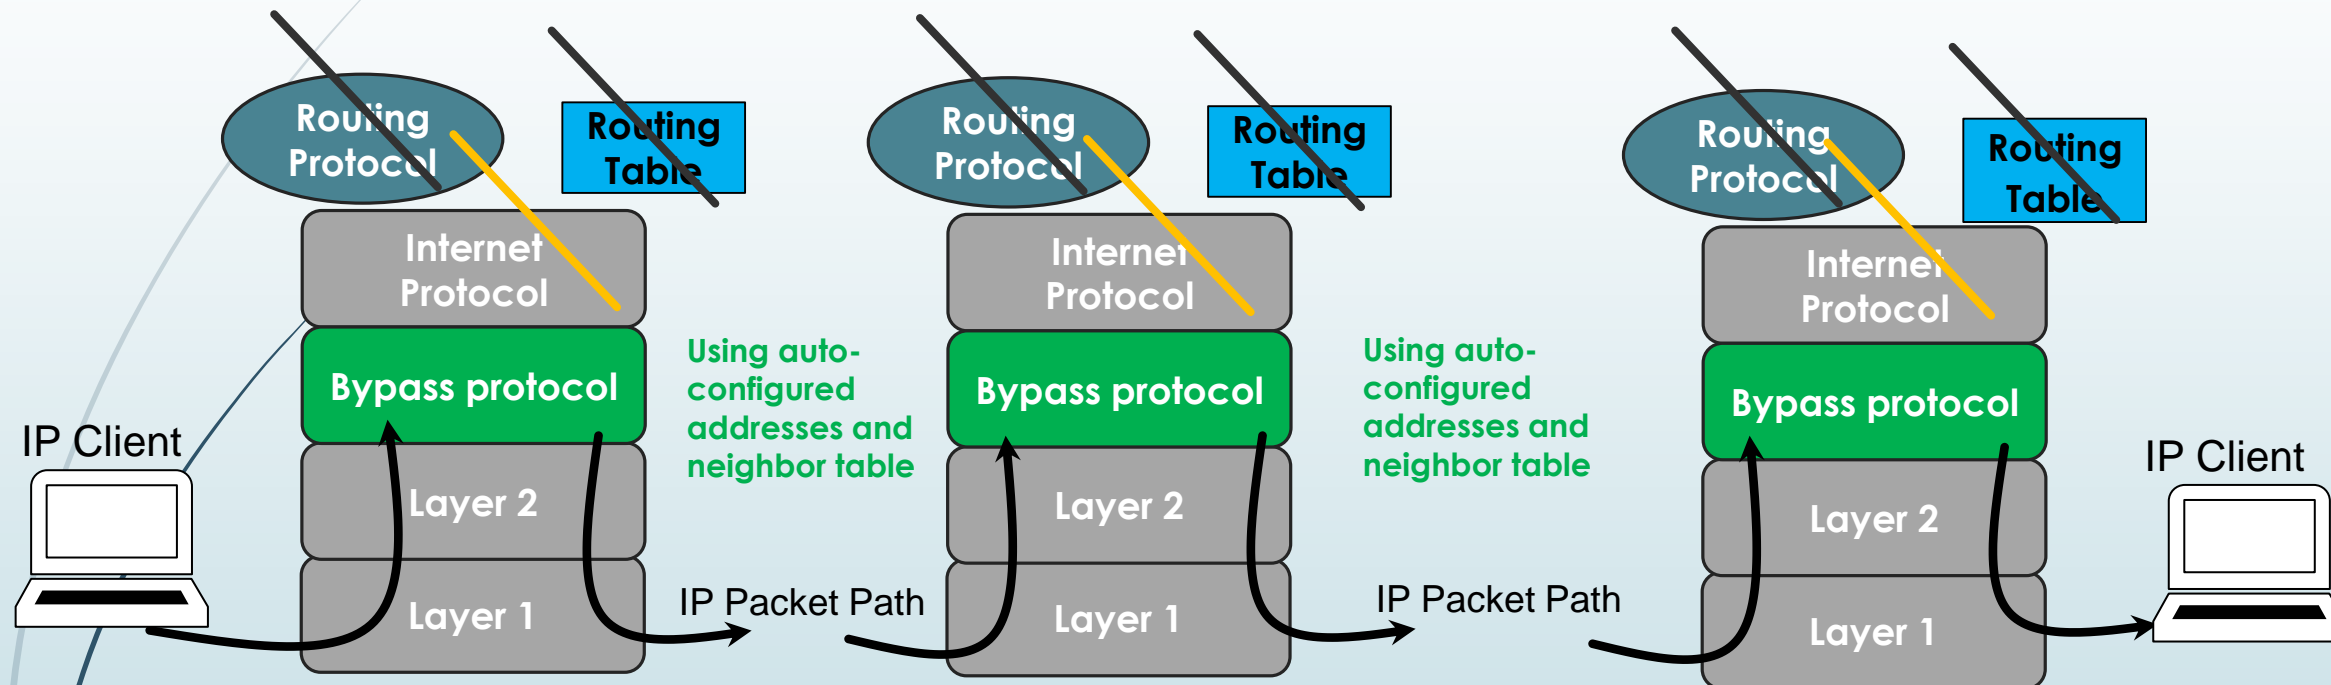 Routing
Protocol
Routing
Table
Internet
Protocol
Bypass protocol
Layer 2
Layer 1
IP Client
Using auto-
configured
addresses and
neighbor table
IP Packet Path
Routing
Protocol
Routing
Table
Internet
Protocol
Bypass protocol
Layer 2
Layer 1
Using auto-
configured
addresses and
neighbor table
IP Packet Path
Routing
Protocol
Routing
Table
Internet
Protocol
Bypass protocol
Layer 2
Layer 1
IP Client